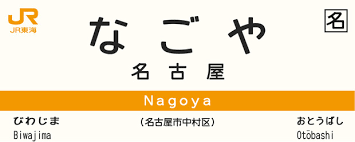 JR
JR東海
名
なごや
名古屋
Nagoya
びわじま
(名古屋市中村区)
おとうばし
Biwajima
Otōbashi